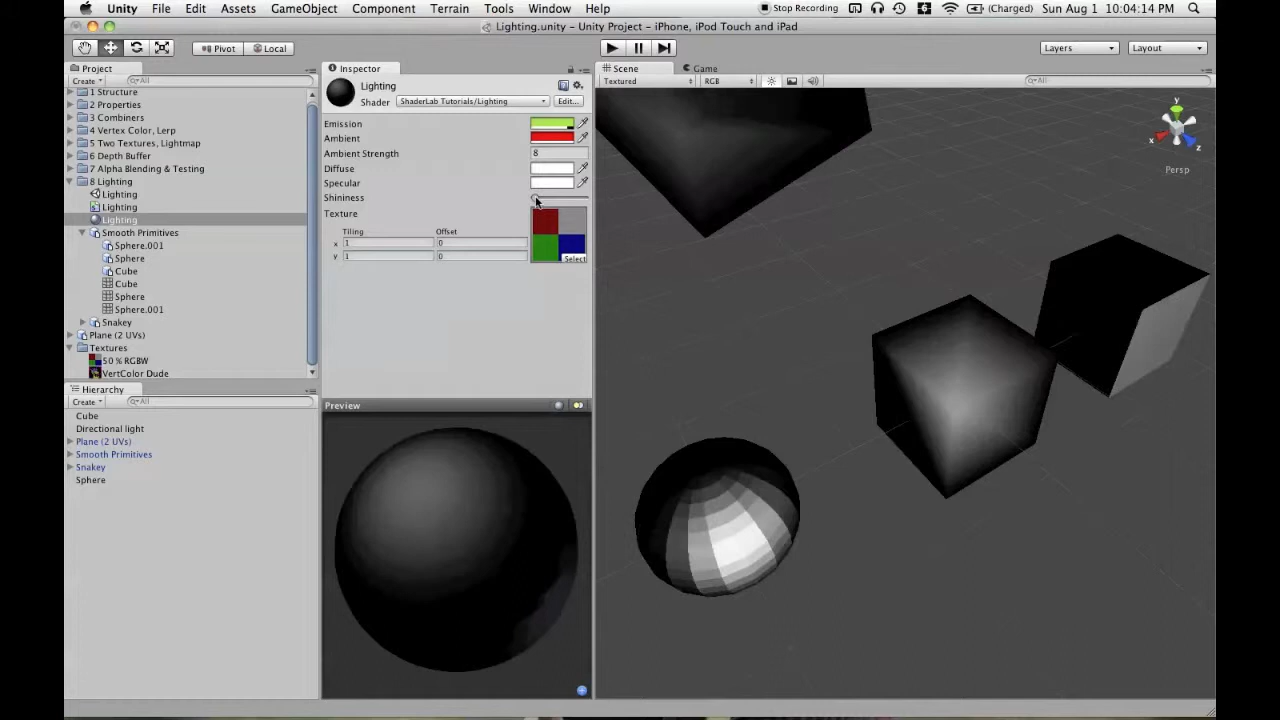 Unity File Edit Assets GameObject Component Terrain Tools Window Help Stop Recording (Charged) Sun Aug 1 10:04:14 PM
Lighting.unity – Unity Project – iPhone, iPod Touch and iPad
Pivot Local Layers Layout
Project
Create All
1 Structure
2 Properties
3 Combiners
4 Vertex Color, Lerp
5 Two Textures, Lightmap
6 Depth Buffer
7 Alpha Blending & Testing
8 Lighting
Lighting
Lighting
Lighting
Smooth Primitives
Sphere.001
Sphere
Cube
Cube
Sphere
Sphere.001
Snakey
Plane (2 UVs)
Textures
50 % RGBW
VertColor Dude
Hierarchy
Create All
Cube
Directional light
Plane (2 UVs)
Smooth Primitives
Snakey
Sphere
Inspector
Lighting
Shader ShaderLab Tutorials/Lighting Edit...
Emission
Ambient
Ambient Strength 8
Diffuse
Specular
Shininess
Texture
Tiling Offset
x 1 0
y 1 0
Select
Preview
Scene Game
Textured RGB All
y
x z
Persp